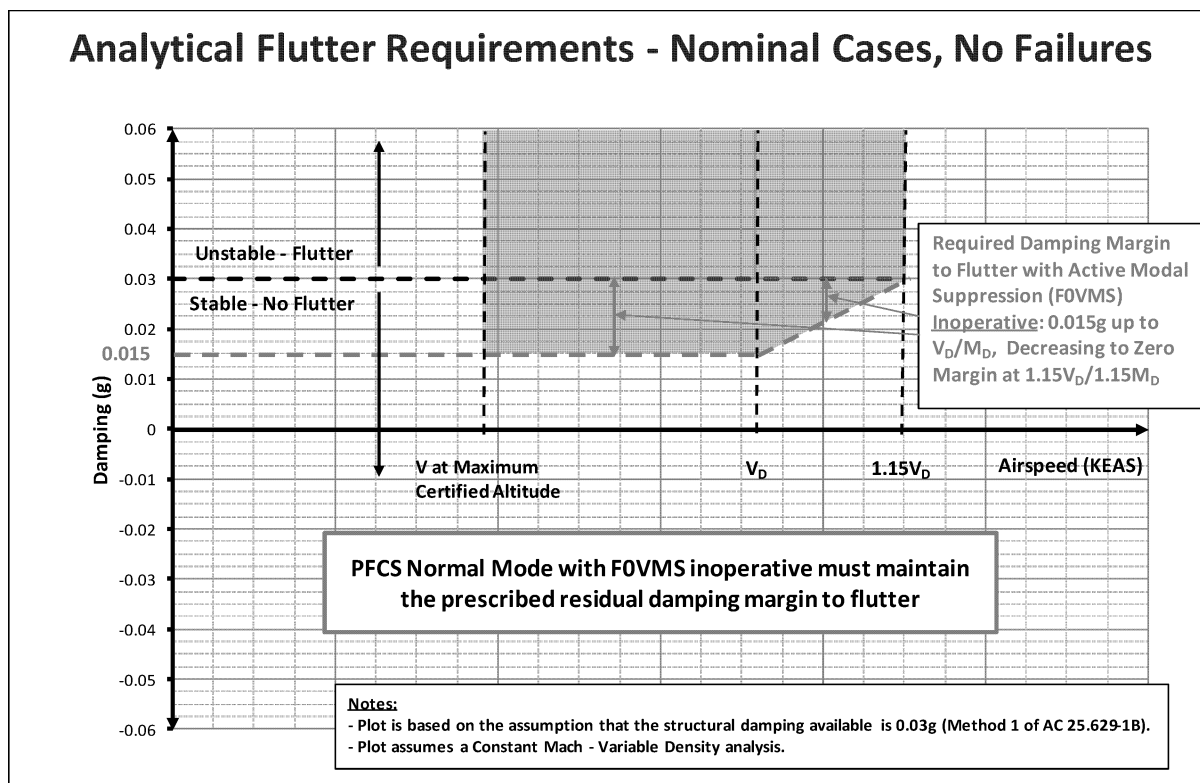 Analytical Flutter Requirements - Nominal Cases, No Failures
0.06
0.05
0.04
0.03
0.02
0.015
0.01
0
-0.01
-0.02
-0.03
-0.04
-0.05
-0.06
Damping (g)
Unstable - Flutter
Stable - No Flutter
Required Damping Margin
to Flutter with Active Modal
Suppression (F0VMS)
Inoperative: 0.015g up to
VD/MD, Decreasing to Zero
Margin at 1.15VD/1.15MD
V at Maximum
Certified Altitude
VD
1.15VD
Airspeed (KEAS)
PFCS Normal Mode with F0VMS inoperative must maintain
the prescribed residual damping margin to flutter
Notes:
- Plot is based on the assumption that the structural damping available is 0.03g (Method 1 of AC 25.629-1B).
- Plot assumes a Constant Mach - Variable Density analysis.